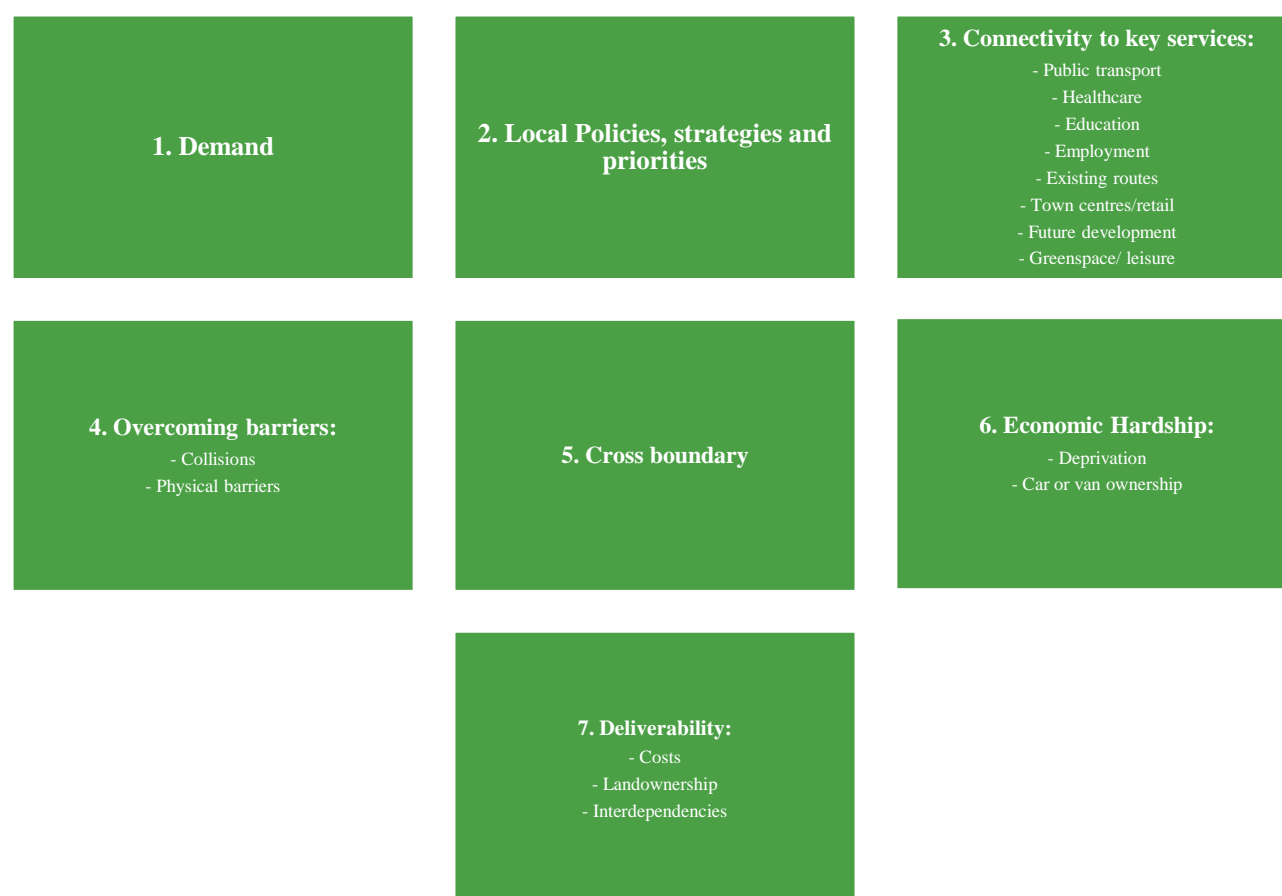 1. Demand
2. Local Policies, strategies and
priorities
3. Connectivity to key services:
- Public transport
- Healthcare
- Education
- Employment
- Existing routes
- Town centres/retail
- Future development
- Greenspace/ leisure
4. Overcoming barriers:
- Collisions
- Physical barriers
5. Cross boundary
6. Economic Hardship:
- Deprivation
- Car or van ownership
7. Deliverability:
- Costs
- Landownership
- Interdependencies